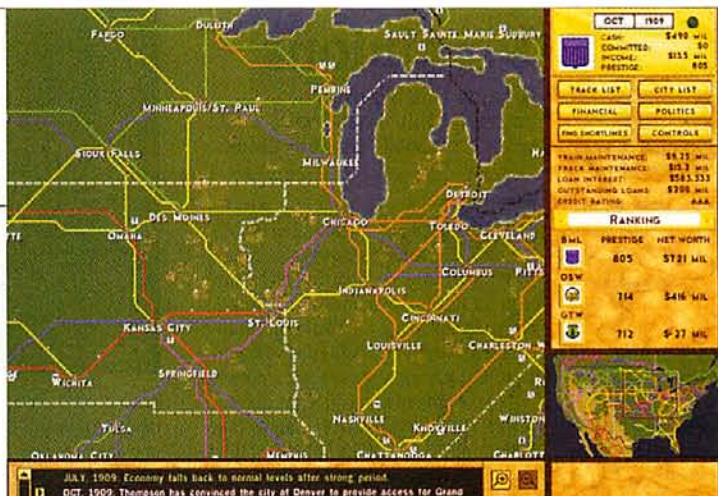 FARGO
DULUTH
SAULT SAINTE MARIE
SUDBURY
PEMBINE
MINNEAPOLIS/ST. PAUL
SIOUX FALLS
MILWAUKEE
DETROIT
DES MOINES
CHICAGO
TOLEDO
CLEVELAND
OMAHA
COLUMBUS
PITTS
INDIANAPOLIS
CINCINNATI
ST. LOUIS
KANSAS CITY
LOUISVILLE
CHARLESTON W
WICHITA
SPRINGFIELD
NASHVILLE
KNOXVILLE
WINSTON
TULSA
OKLAHOMA CITY
MEMPHIS
CHATTANOOGA
CHARLOTT
JULY, 1909: Economy falls back to normal levels after strong period.
OCT, 1909: Thompson has convinced the city of Denver to provide access for Grand
OCT 1909
CASH: $490 MIL
COMMITTED: $0
INCOME: $155 MIL
PRESTIGE: 805
TRACK LIST
CITY LIST
FINANCIAL
POLITICS
FIND SHORTLINES
CONTROLS
TRAIN MAINTENANCE: $9.25 MIL
TRACK MAINTENANCE: $15.3 MIL
LOAN INTEREST: $583,333
OUTSTANDING LOANS: $200 MIL
CREDIT RATING: AAA
RANKING
BML PRESTIGE NET WORTH
805 $721 MIL
OSW
714 $416 MIL
GTW
712 $-27 MIL